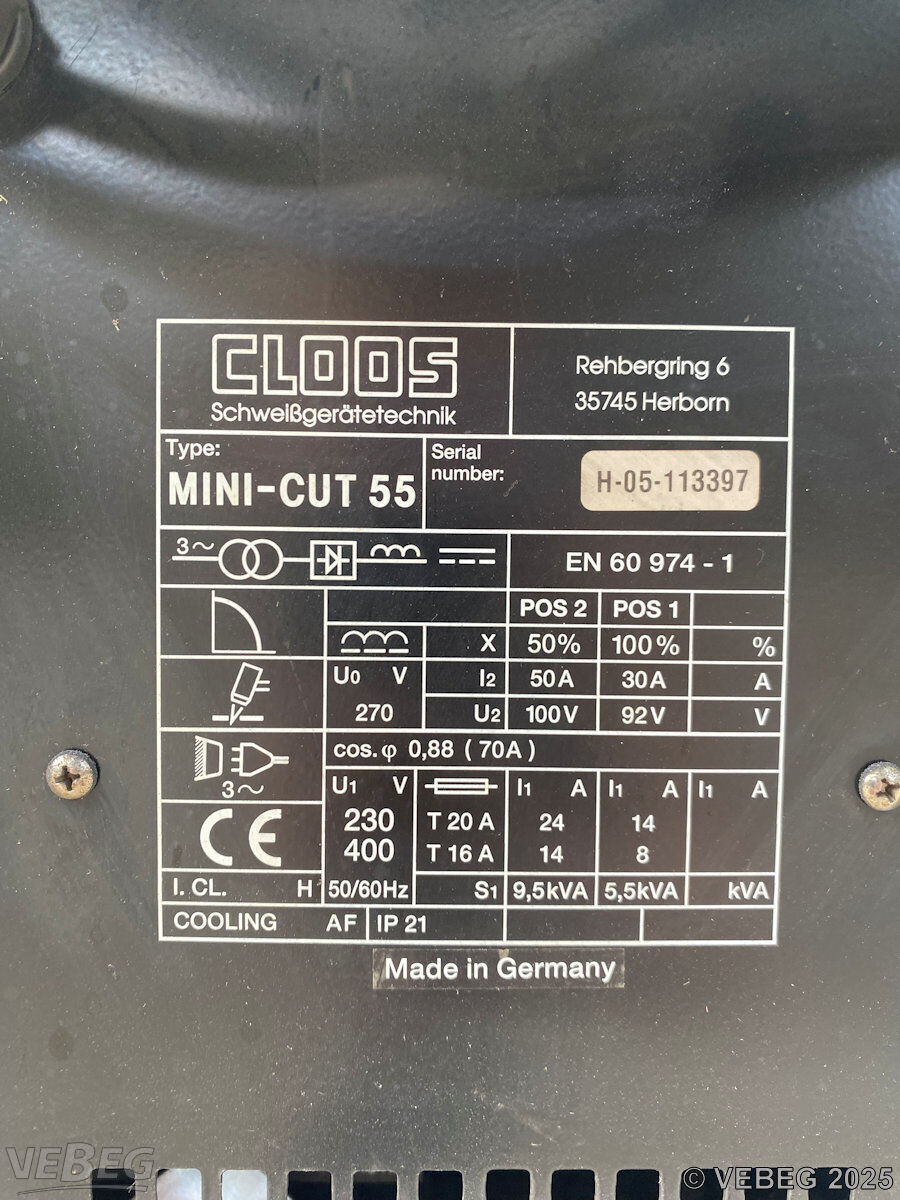 CLOOS
Schweißgerätetechnik
Rehbergring 6
35745 Herborn
Type:
MINI-CUT 55
Serial
number:
H-05-113397
3~
EN 60 974 - 1
POS 2 POS 1
X 50% 100% %
U0 V I2 50A 30A A
270 U2 100V 92V V
cos. φ 0,88 ( 70A )
3~
U1 V I1 A I1 A I1 A
230 T 20 A 24 14
400 T 16 A 14 8
CE
I. CL. H 50/60Hz S1 9,5kVA 5,5kVA kVA
COOLING AF IP 21
Made in Germany
VEBEG
© VEBEG 2025